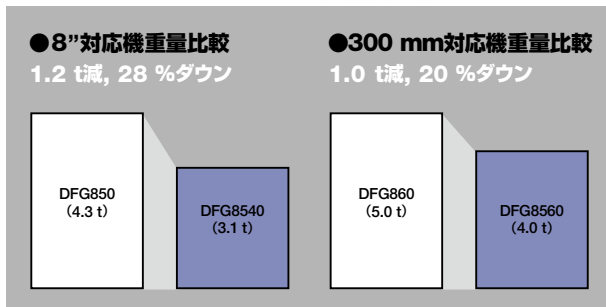 ●8”対応機重量比較
1.2 t減, 28 %ダウン
DFG850
(4.3 t)
DFG8540
(3.1 t)
●300 mm対応機重量比較
1.0 t減, 20 %ダウン
DFG860
(5.0 t)
DFG8560
(4.0 t)